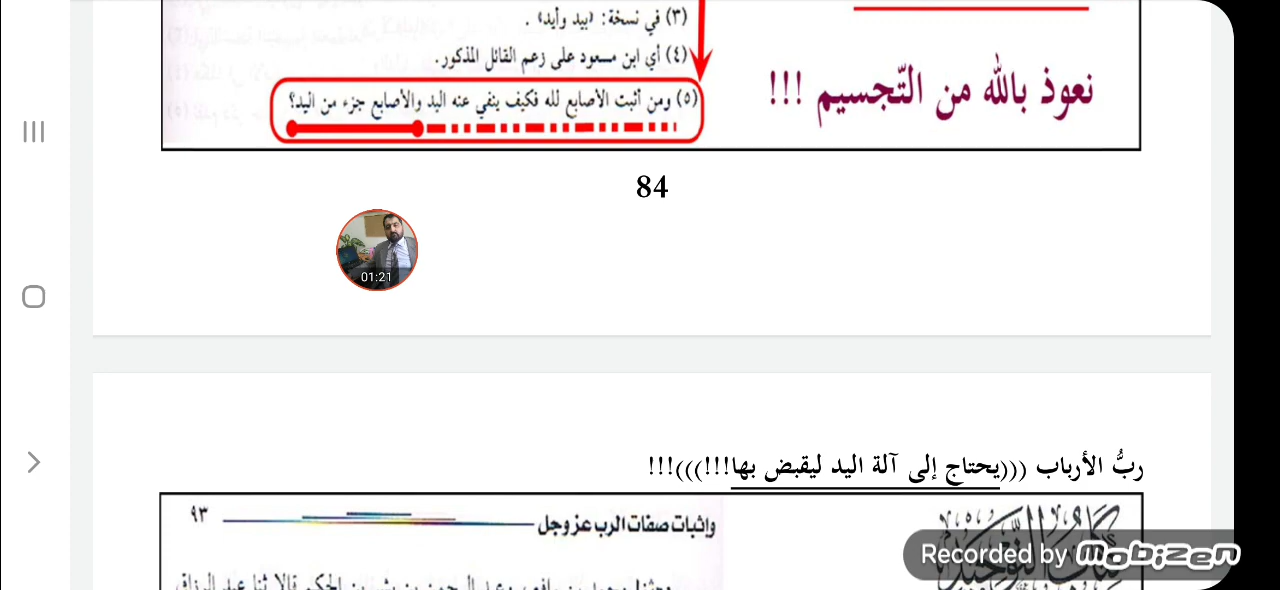 (٣) في نسخة: «بيد وأيد» .
(٤) أي ابن مسعود على زعم القائل المذكور.
(٥) ومن أثبت الأصابع لله فكيف ينفي عنه اليد والأصابع جزء من اليد؟
نعوذ بالله من التّجسيم !!!
84
01:21
ربُّ الأرباب (((يحتاج إلى آلة اليد ليقبض بها!!!)))!!!
واثبات صفات الرب عز وجل
٩٣
كتاب التوحيد
Recorded by mobizen